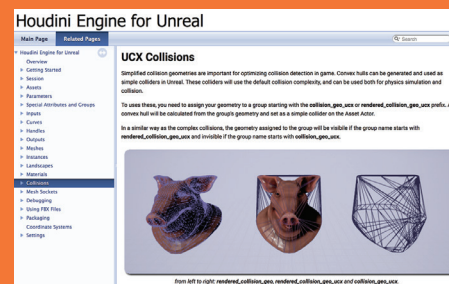 Houdini Engine for Unreal
Main Page
Related Pages
Search
Houdini Engine for Unreal
Overview
Getting Started
Session
Assets
Parameters
Special Attributes and Groups
Inputs
Curves
Handles
Outputs
Meshes
Instances
Landscapes
Materials
Collisions
Mesh Sockets
Debugging
Using FBX Files
Packaging
Coordinate Systems
Settings
UCX Collisions
Simplified collision geometries are important for optimizing collision detection in game. Convex hulls can be generated and used as
simple colliders in Unreal. These colliders will use the default collision complexity, and can be used both for physics simulation and
collision.
To uses these, you need to assign your geometry to a group starting with the collision_geo_ucx or rendered_collision_geo_ucx prefix.
convex hull will be calculated from the group's geometry and set as a simple collider on the Asset Actor.
In a similar way as the complex collisions, the geometry assigned to the group will be visible if the group name starts with
rendered_collision_geo_ucx and invisible if the group name starts with collision_geo_ucx.
from left to right: rendered_collision_geo, rendered_collision_geo_ucx and collision_geo_ucx.